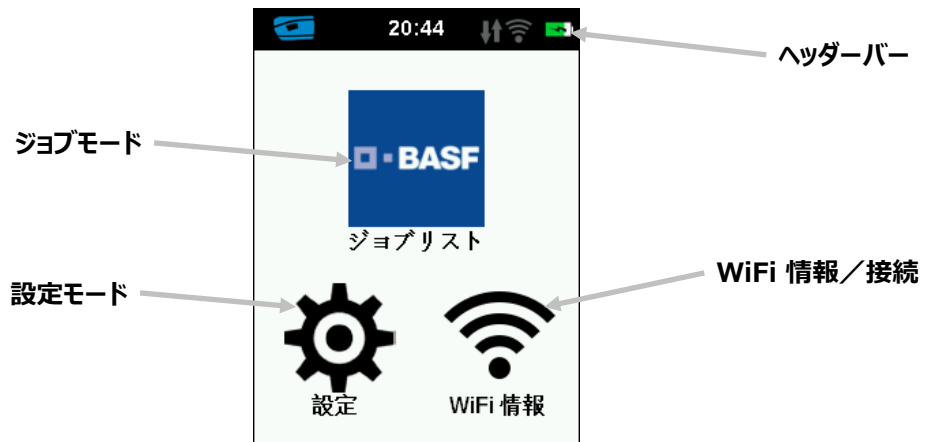 20:44
ヘッダーバー
ジョブモード
BASF
ジョブリスト
設定モード
WiFi 情報／接続
設定
WiFi 情報